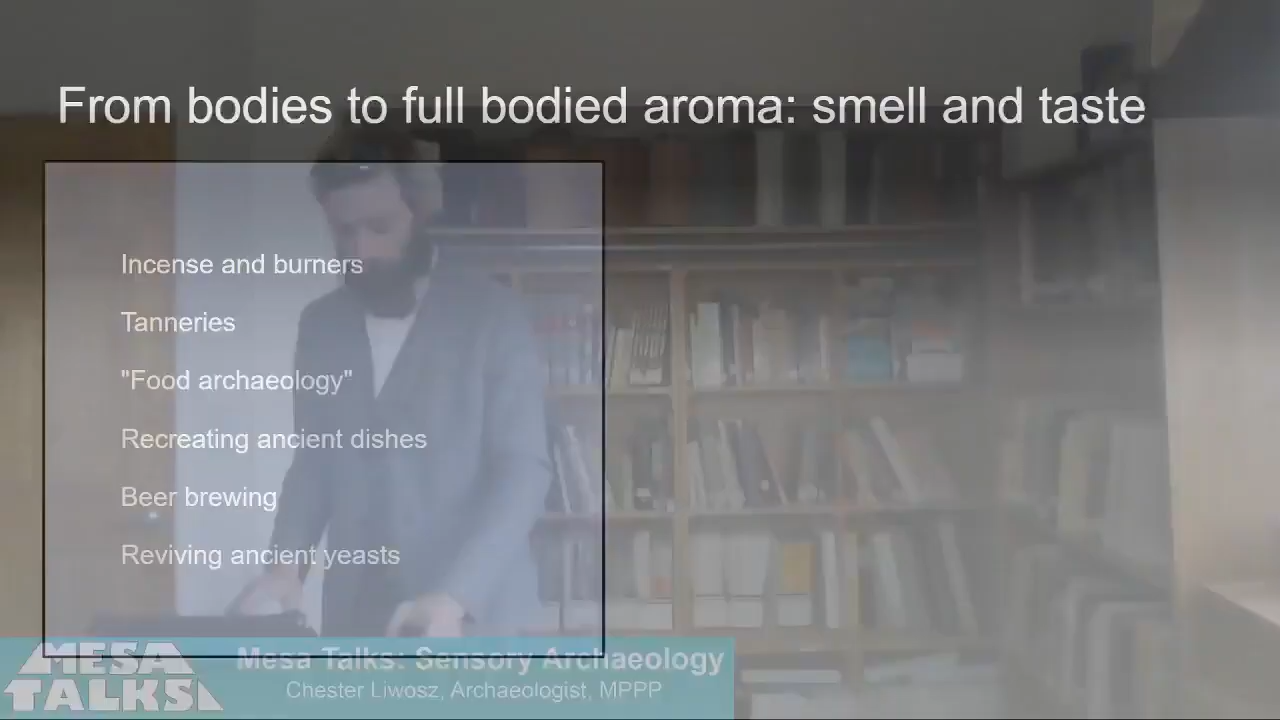 From bodies to full bodied aroma: smell and taste
Incense and burners
Tanneries
"Food archaeology"
Recreating ancient dishes
Beer brewing
Reviving ancient yeasts
MESA
TALKS
Mesa Talks: Sensory Archaeology
Chester Liwosz, Archaeologist, MPPP